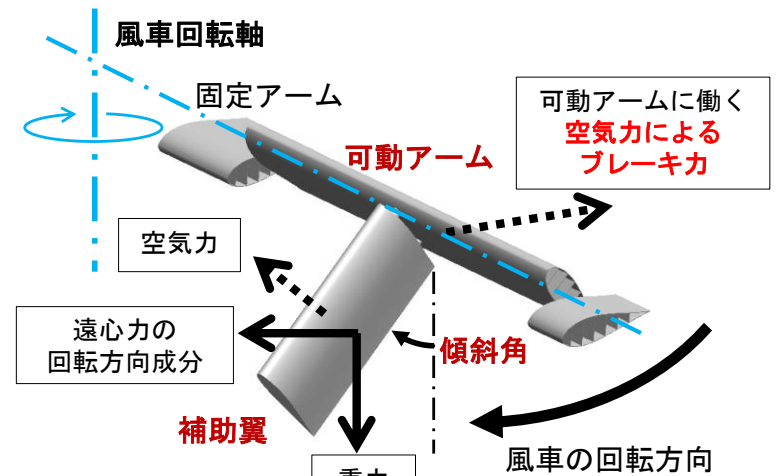 風車回転軸
固定アーム
可動アーム
可動アームに働く
空気力による
ブレーキ力
空気力
遠心力の
回転方向成分
傾斜角
補助翼
重力
風車の回転方向